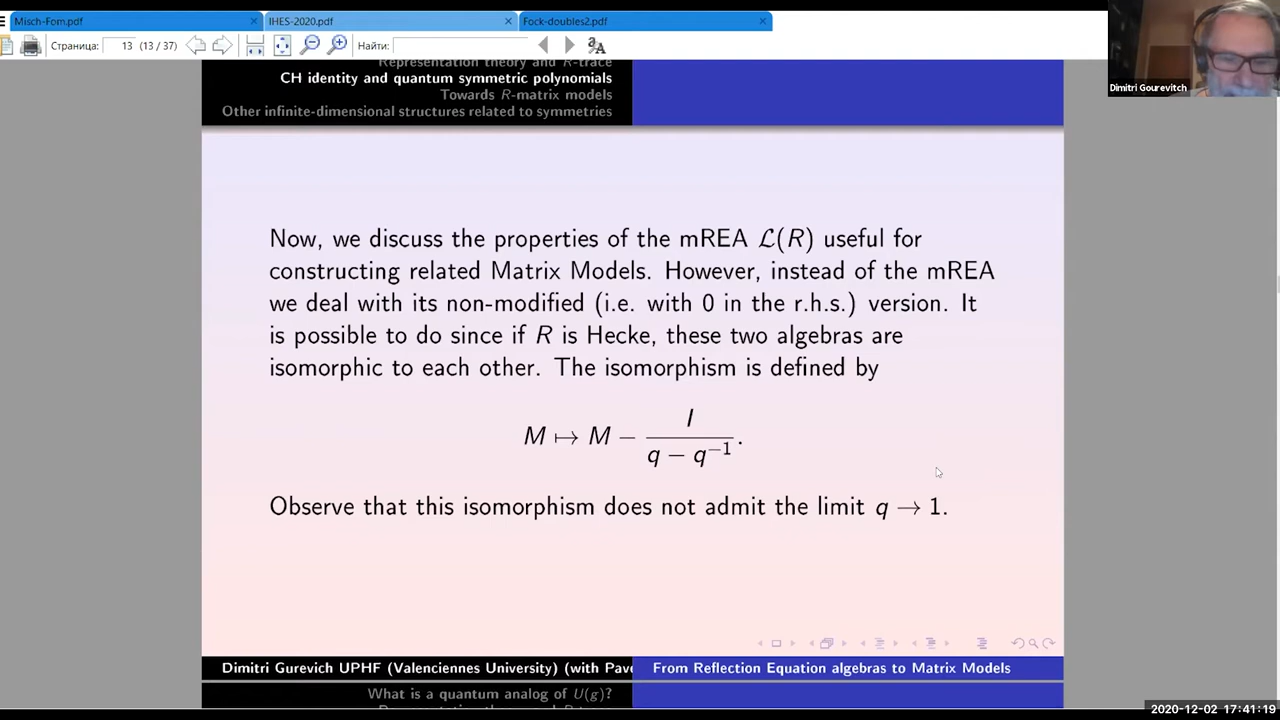 Misch-Fom.pdf
IHES-2020.pdf
Fock-doubles2.pdf
Страница: 13 (13 / 37) Найти:
Dimitri Gourevitch
Representation theory and R-trace
CH identity and quantum symmetric polynomials
Towards R-matrix models
Other infinite-dimensional structures related to symmetries
Now, we discuss the properties of the mREA ℒ(R) useful for
constructing related Matrix Models. However, instead of the mREA
we deal with its non-modified (i.e. with 0 in the r.h.s.) version. It
is possible to do since if R is Hecke, these two algebras are
isomorphic to each other. The isomorphism is defined by
M ↦ M − I / (q − q⁻¹).
Observe that this isomorphism does not admit the limit q → 1.
Dimitri Gurevich UPHF (Valenciennes University) (with Pave
From Reflection Equation algebras to Matrix Models
What is a quantum analog of U(g)?
2020-12-02 17:41:19